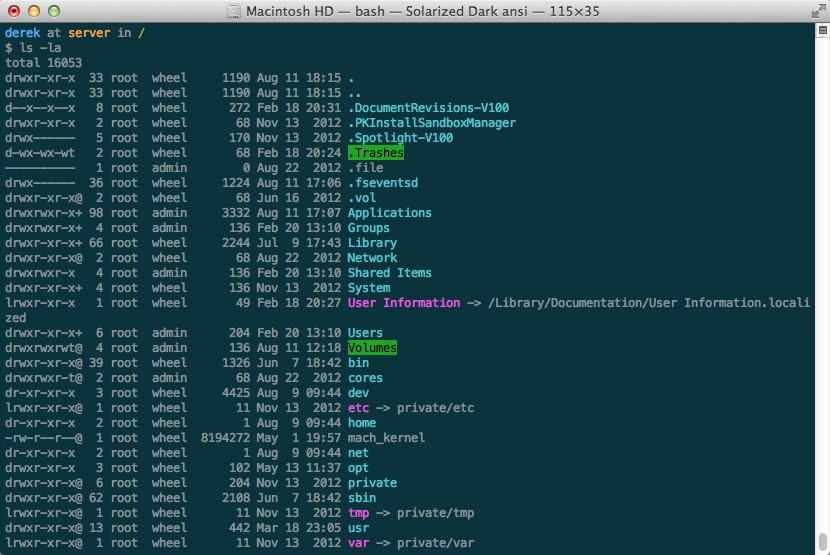 Macintosh HD — bash — Solarized Dark ansi — 115×35
derek at server in /
$ ls -la
total 16053
drwxr-xr-x  33 root  wheel     1190 Aug 11 18:15 .
drwxr-xr-x  33 root  wheel     1190 Aug 11 18:15 ..
d--x--x--x   8 root  wheel      272 Feb 18 20:31 .DocumentRevisions-V100
drwxr-xr-x   2 root  wheel       68 Nov 13  2012 .PKInstallSandboxManager
drwx------   5 root  wheel      170 Nov 13  2012 .Spotlight-V100
d-wx-wx-wt   2 root  wheel       68 Feb 18 20:24 .Trashes
----------   1 root  admin        0 Aug 22  2012 .file
drwx------  36 root  wheel     1224 Aug 11 17:06 .fseventsd
drwxr-xr-x@  2 root  wheel       68 Jun 16  2012 .vol
drwxrwxr-x+ 98 root  admin     3332 Aug 11 17:07 Applications
drwxrwxr-x+  4 root  admin      136 Feb 20 13:10 Groups
drwxr-xr-x+ 66 root  wheel     2244 Jul  9 17:43 Library
drwxr-xr-x@  2 root  wheel       68 Aug 22  2012 Network
drwxrwxr-x   4 root  admin      136 Feb 20 13:10 Shared Items
drwxr-xr-x+  4 root  wheel      136 Nov 13  2012 System
lrwxr-xr-x   1 root  wheel       49 Feb 18 20:27 User Information -> /Library/Documentation/User Information.locali
zed
drwxr-xr-x+  6 root  admin      204 Feb 20 13:10 Users
drwxrwxrwt@  4 root  admin      136 Aug 11 12:18 Volumes
drwxr-xr-x@ 39 root  wheel     1326 Jun  7 18:42 bin
drwxrwxr-t@  2 root  admin       68 Aug 22  2012 cores
dr-xr-xr-x   3 root  wheel     4425 Aug  9 09:44 dev
lrwxr-xr-x@  1 root  wheel       11 Nov 13  2012 etc -> private/etc
dr-xr-xr-x   2 root  wheel        1 Aug  9 09:44 home
-rw-r--r--@  1 root  wheel  8194272 May  1 19:57 mach_kernel
dr-xr-xr-x   2 root  wheel        1 Aug  9 09:44 net
drwxr-xr-x   3 root  wheel      102 May 13 11:37 opt
drwxr-xr-x@  6 root  wheel      204 Nov 13  2012 private
drwxr-xr-x@ 62 root  wheel     2108 Jun  7 18:42 sbin
lrwxr-xr-x@  1 root  wheel       11 Nov 13  2012 tmp -> private/tmp
drwxr-xr-x@ 13 root  wheel      442 Mar 18 23:05 usr
lrwxr-xr-x@  1 root  wheel       11 Nov 13  2012 var -> private/var